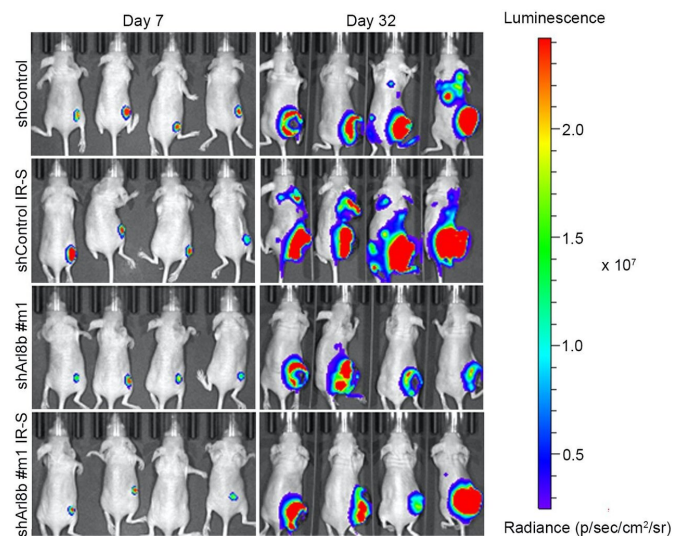 Day 7
Day 32
Luminescence
shControl
shControl IR-S
shArl8b #m1
shArl8b #m1 IR-S
2.0
1.5
x 10⁷
1.0
0.5
Radiance (p/sec/cm²/sr)